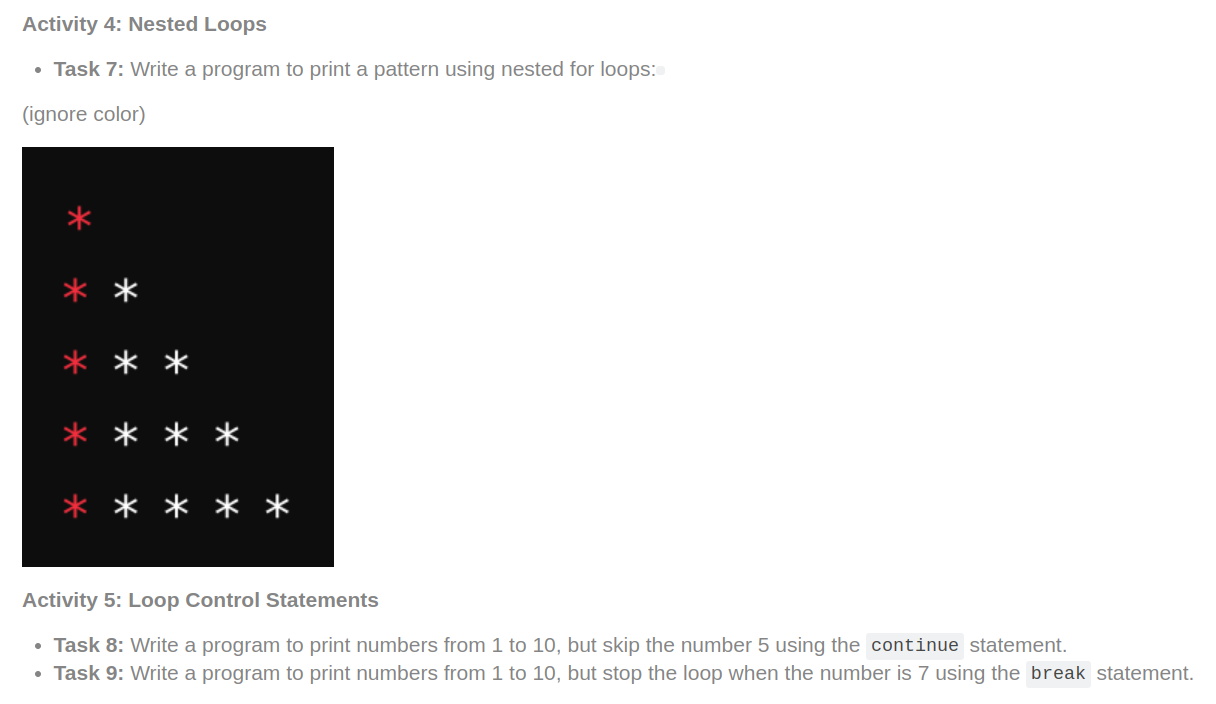 Activity 4: Nested Loops
• Task 7: Write a program to print a pattern using nested for loops:
(ignore color)
*
* *
* * *
* * * *
* * * * *
Activity 5: Loop Control Statements
• Task 8: Write a program to print numbers from 1 to 10, but skip the number 5 using the continue statement.
• Task 9: Write a program to print numbers from 1 to 10, but stop the loop when the number is 7 using the break statement.